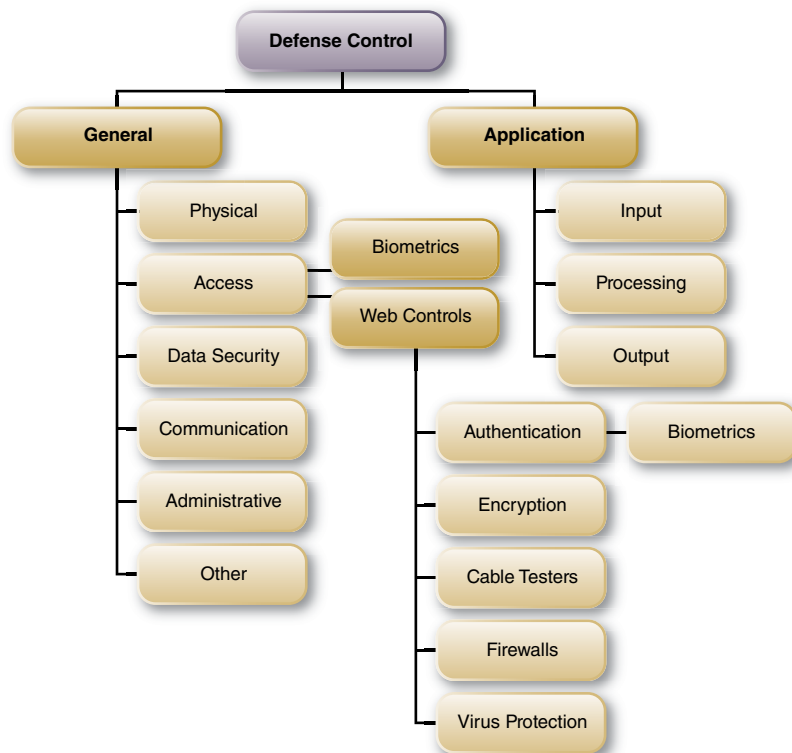 Defense Control
General
Application
Physical
Input
Biometrics
Access
Processing
Web Controls
Data Security
Output
Communication
Authentication
Biometrics
Administrative
Encryption
Other
Cable Testers
Firewalls
Virus Protection